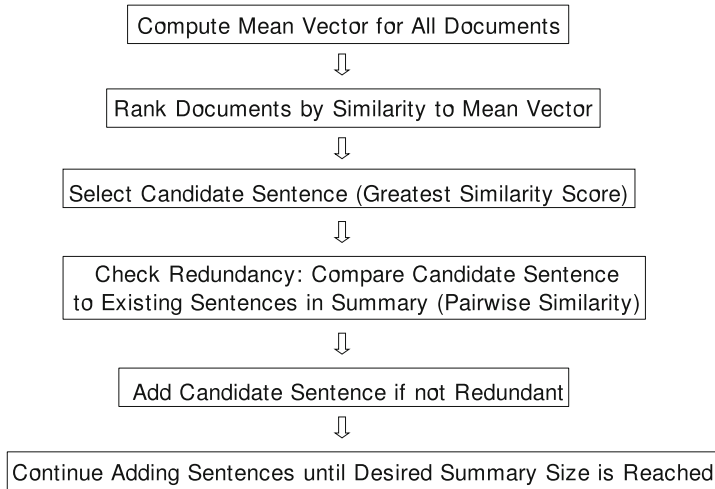 Compute Mean Vector for All Documents
Rank Documents by Similarity to Mean Vector
Select Candidate Sentence (Greatest Similarity Score)
Check Redundancy: Compare Candidate Sentence
to Existing Sentences in Summary (Pairwise Similarity)
Add Candidate Sentence if not Redundant
Continue Adding Sentences until Desired Summary Size is Reached